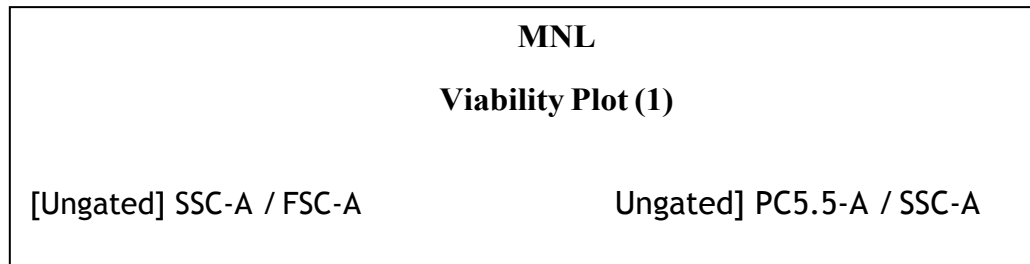 MNL
Viability Plot (1)
[Ungated] SSC-A / FSC-A Ungated] PC5.5-A / SSC-A